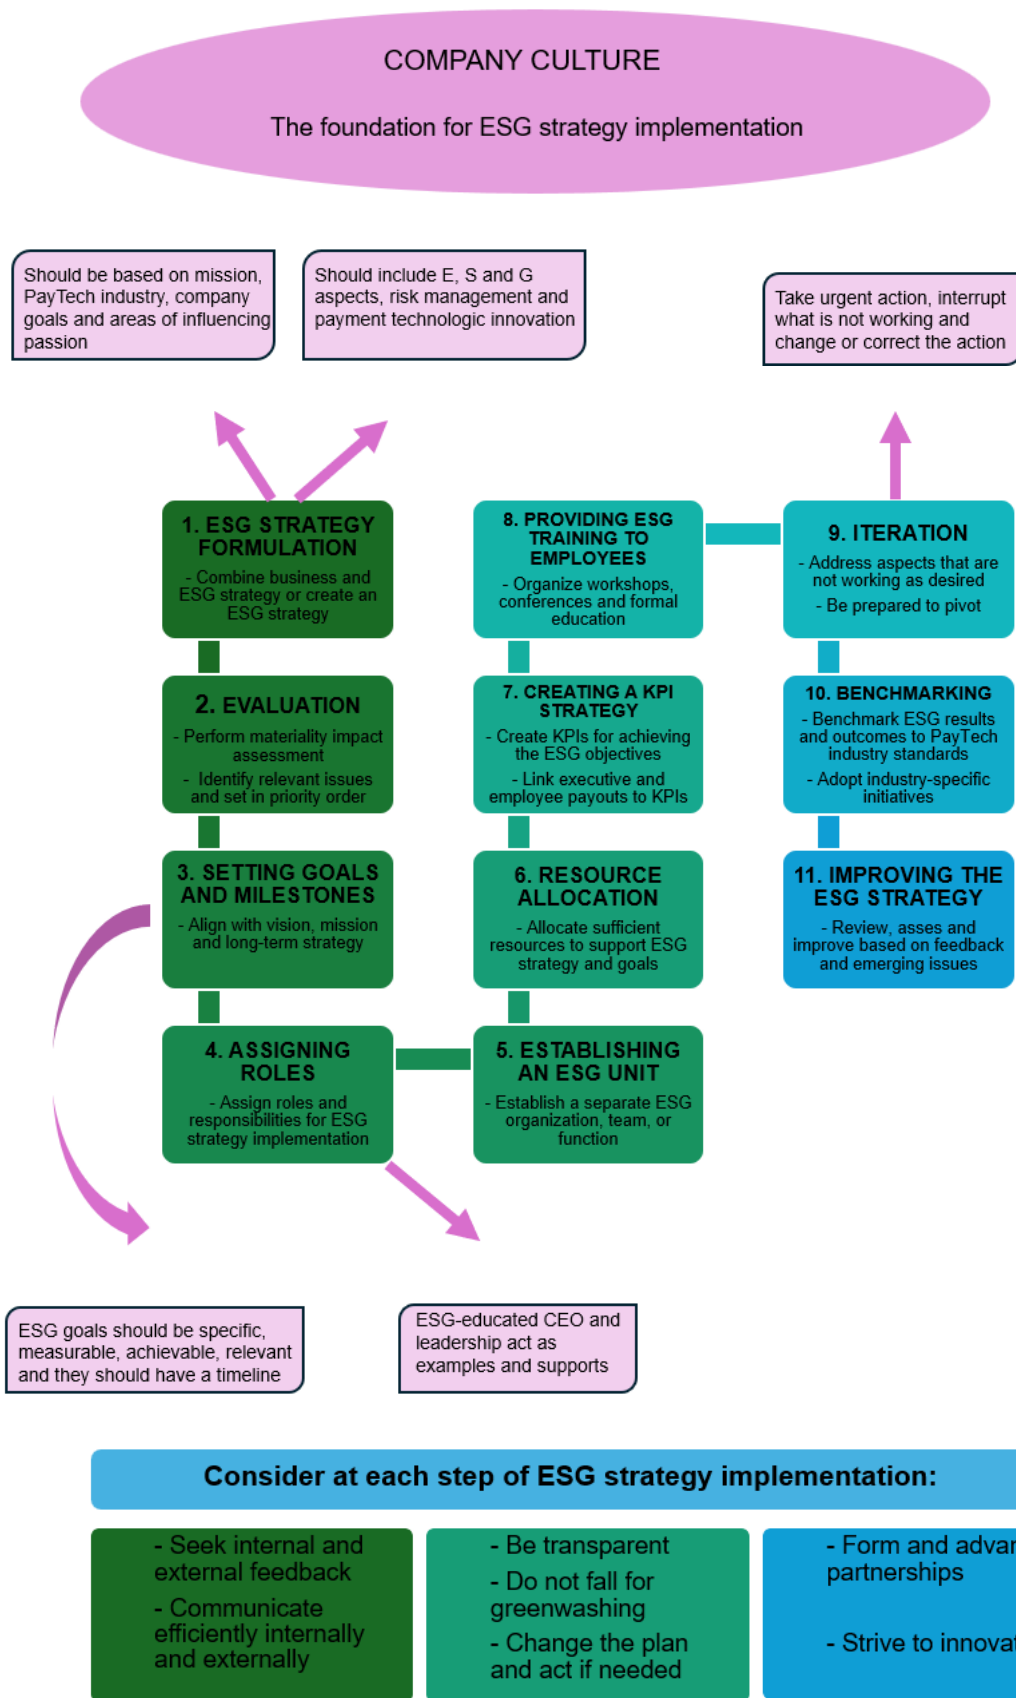 COMPANY CULTURE
The foundation for ESG strategy implementation
Should be based on mission,
PayTech industry, company
goals and areas of influencing
passion
Should include E, S and G
aspects, risk management and
payment technologic innovation
Take urgent action, interrupt
what is not working and
change or correct the action
1. ESG STRATEGY
FORMULATION
- Combine business and
ESG strategy or create an
ESG strategy
2. EVALUATION
- Perform materiality impact
assessment
- Identify relevant issues
and set in priority order
3. SETTING GOALS
AND MILESTONES
- Align with vision, mission
and long-term strategy
4. ASSIGNING
ROLES
- Assign roles and
responsibilities for ESG
strategy implementation
5. ESTABLISHING
AN ESG UNIT
- Establish a separate ESG
organization, team, or
function
6. RESOURCE
ALLOCATION
- Allocate sufficient
resources to support ESG
strategy and goals
7. CREATING A KPI
STRATEGY
- Create KPIs for achieving
the ESG objectives
- Link executive and
employee payouts to KPIs
8. PROVIDING ESG
TRAINING TO
EMPLOYEES
- Organize workshops,
conferences and formal
education
9. ITERATION
- Address aspects that are
not working as desired
- Be prepared to pivot
10. BENCHMARKING
- Benchmark ESG results
and outcomes to PayTech
industry standards
- Adopt industry-specific
initiatives
11. IMPROVING THE
ESG STRATEGY
- Review, asses and
improve based on feedback
and emerging issues
ESG goals should be specific,
measurable, achievable, relevant
and they should have a timeline
ESG-educated CEO and
leadership act as
examples and supports
Consider at each step of ESG strategy implementation:
- Seek internal and
external feedback
- Communicate
efficiently internally
and externally
- Be transparent
- Do not fall for
greenwashing
- Change the plan
and act if needed
- Form and
partnerships
- Strive to